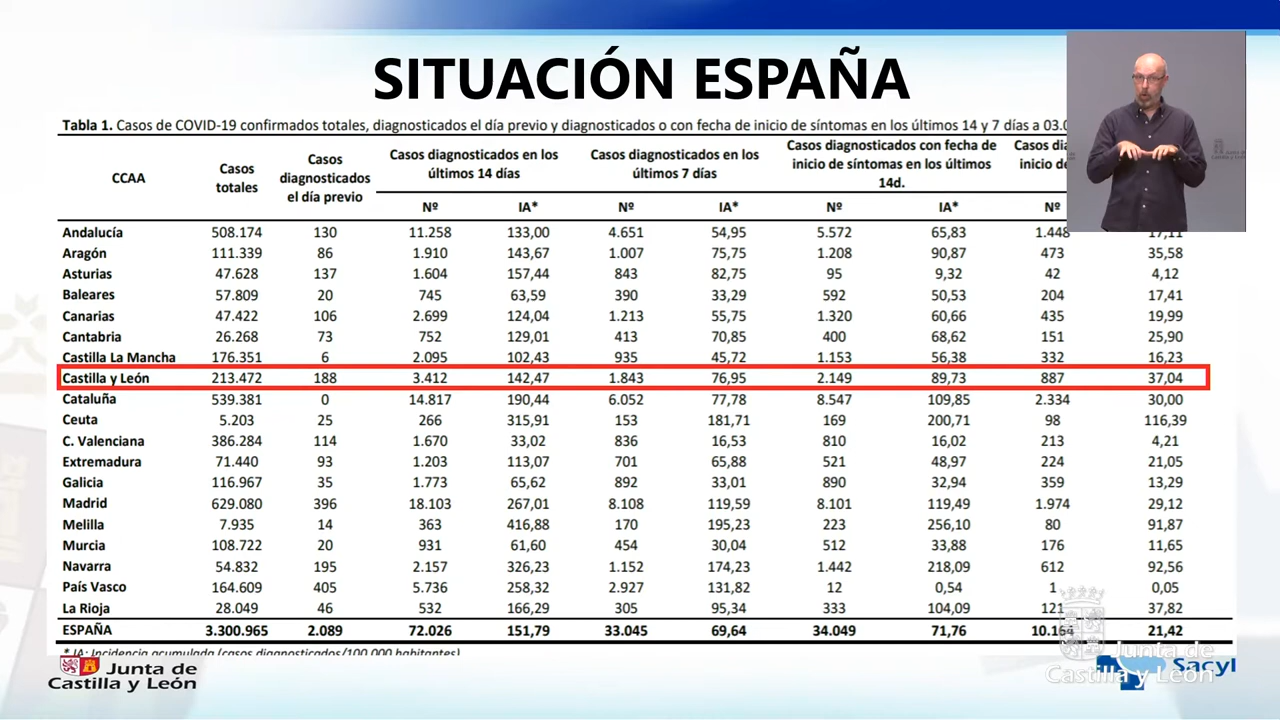 SITUACIÓN ESPAÑA
Tabla 1. Casos de COVID-19 confirmados totales, diagnosticados el día previo y diagnosticados o con fecha de inicio de síntomas en los últimos 14 y 7 días a 03.0
CCAA
Casos totales
Casos diagnosticados el día previo
Casos diagnosticados en los últimos 14 días
Casos diagnosticados en los últimos 7 días
Casos diagnosticados con fecha de inicio de síntomas en los últimos 14d.
Nº IA* Nº IA* Nº IA* Nº
Andalucía 508.174 130 11.258 133,00 4.651 54,95 5.572 65,83 1.448 17,11
Aragón 111.339 86 1.910 143,67 1.007 75,75 1.208 90,87 473 35,58
Asturias 47.628 137 1.604 157,44 843 82,75 95 9,32 42 4,12
Baleares 57.809 20 745 63,59 390 33,29 592 50,53 204 17,41
Canarias 47.422 106 2.699 124,04 1.213 55,75 1.320 60,66 435 19,99
Cantabria 26.268 73 752 129,01 413 70,85 400 68,62 151 25,90
Castilla La Mancha 176.351 6 2.095 102,43 935 45,72 1.153 56,38 332 16,23
Castilla y León 213.472 188 3.412 142,47 1.843 76,95 2.149 89,73 887 37,04
Cataluña 539.381 0 14.817 190,44 6.052 77,78 8.547 109,85 2.334 30,00
Ceuta 5.203 25 266 315,91 153 181,71 169 200,71 98 116,39
C. Valenciana 386.284 114 1.670 33,02 836 16,53 810 16,02 213 4,21
Extremadura 71.440 93 1.203 113,07 701 65,88 521 48,97 224 21,05
Galicia 116.967 35 1.773 65,62 892 33,01 890 32,94 359 13,29
Madrid 629.080 396 18.103 267,01 8.108 119,59 8.101 119,49 1.974 29,12
Melilla 7.935 14 363 416,88 170 195,23 223 256,10 80 91,87
Murcia 108.722 20 931 61,60 454 30,04 512 33,88 176 11,65
Navarra 54.832 195 2.157 326,23 1.152 174,23 1.442 218,09 612 92,56
País Vasco 164.609 405 5.736 258,32 2.927 131,82 12 0,54 1 0,05
La Rioja 28.049 46 532 166,29 305 95,34 333 104,09 121 37,82
ESPAÑA 3.300.965 2.089 72.026 151,79 33.045 69,64 34.049 71,76 10.164 21,42
* IA: Incidencia acumulada (casos diagnosticados/100.000 habitantes)
Junta de
Castilla y León
Sacyl
Junta de
Castilla y León